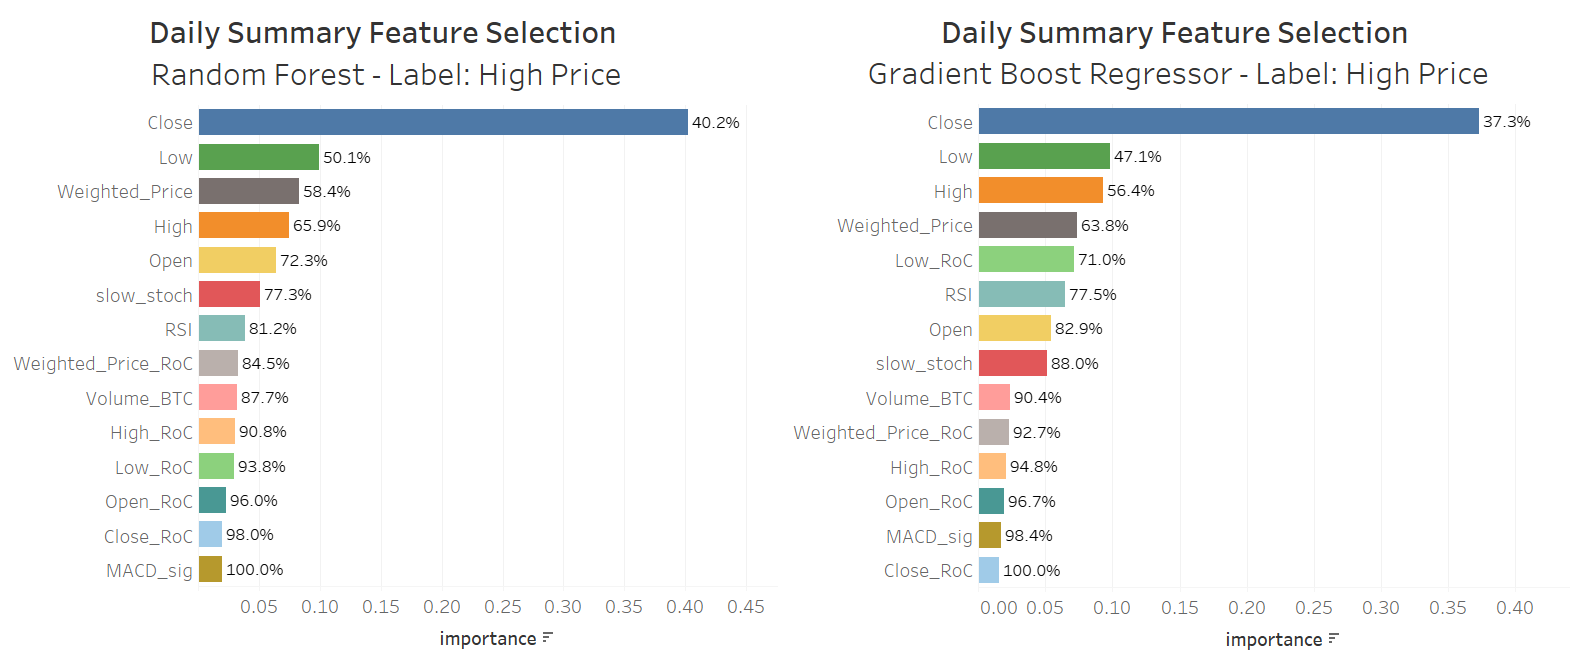 Daily Summary Feature Selection
Random Forest - Label: High Price
Close 40.2%
Low 50.1%
Weighted_Price 58.4%
High 65.9%
Open 72.3%
slow_stoch 77.3%
RSI 81.2%
Weighted_Price_RoC 84.5%
Volume_BTC 87.7%
High_RoC 90.8%
Low_RoC 93.8%
Open_RoC 96.0%
Close_RoC 98.0%
MACD_sig 100.0%
0.05 0.10 0.15 0.20 0.25 0.30 0.35 0.40 0.45
importance
Daily Summary Feature Selection
Gradient Boost Regressor - Label: High Price
Close 37.3%
Low 47.1%
High 56.4%
Weighted_Price 63.8%
Low_RoC 71.0%
RSI 77.5%
Open 82.9%
slow_stoch 88.0%
Volume_BTC 90.4%
Weighted_Price_RoC 92.7%
High_RoC 94.8%
Open_RoC 96.7%
MACD_sig 98.4%
Close_RoC 100.0%
0.00 0.05 0.10 0.15 0.20 0.25 0.30 0.35 0.40
importance